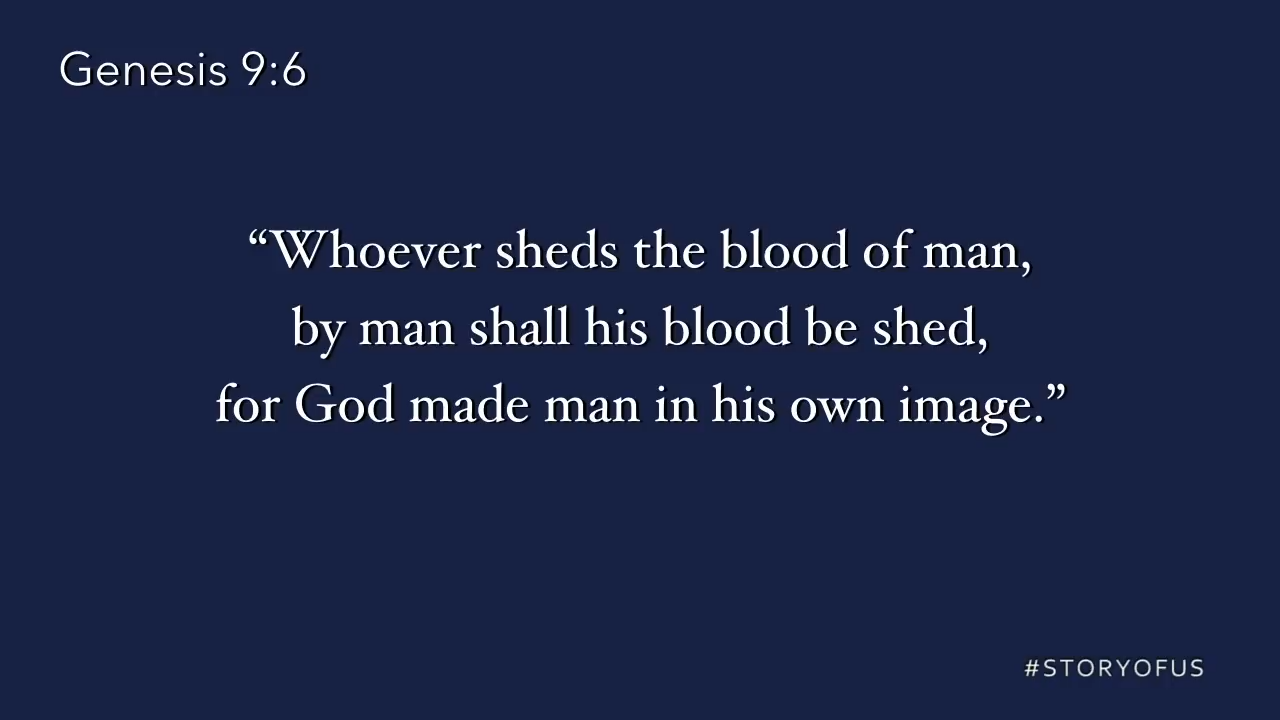 Genesis 9:6
“Whoever sheds the blood of man,
by man shall his blood be shed,
for God made man in his own image.”
#STORYOFUS